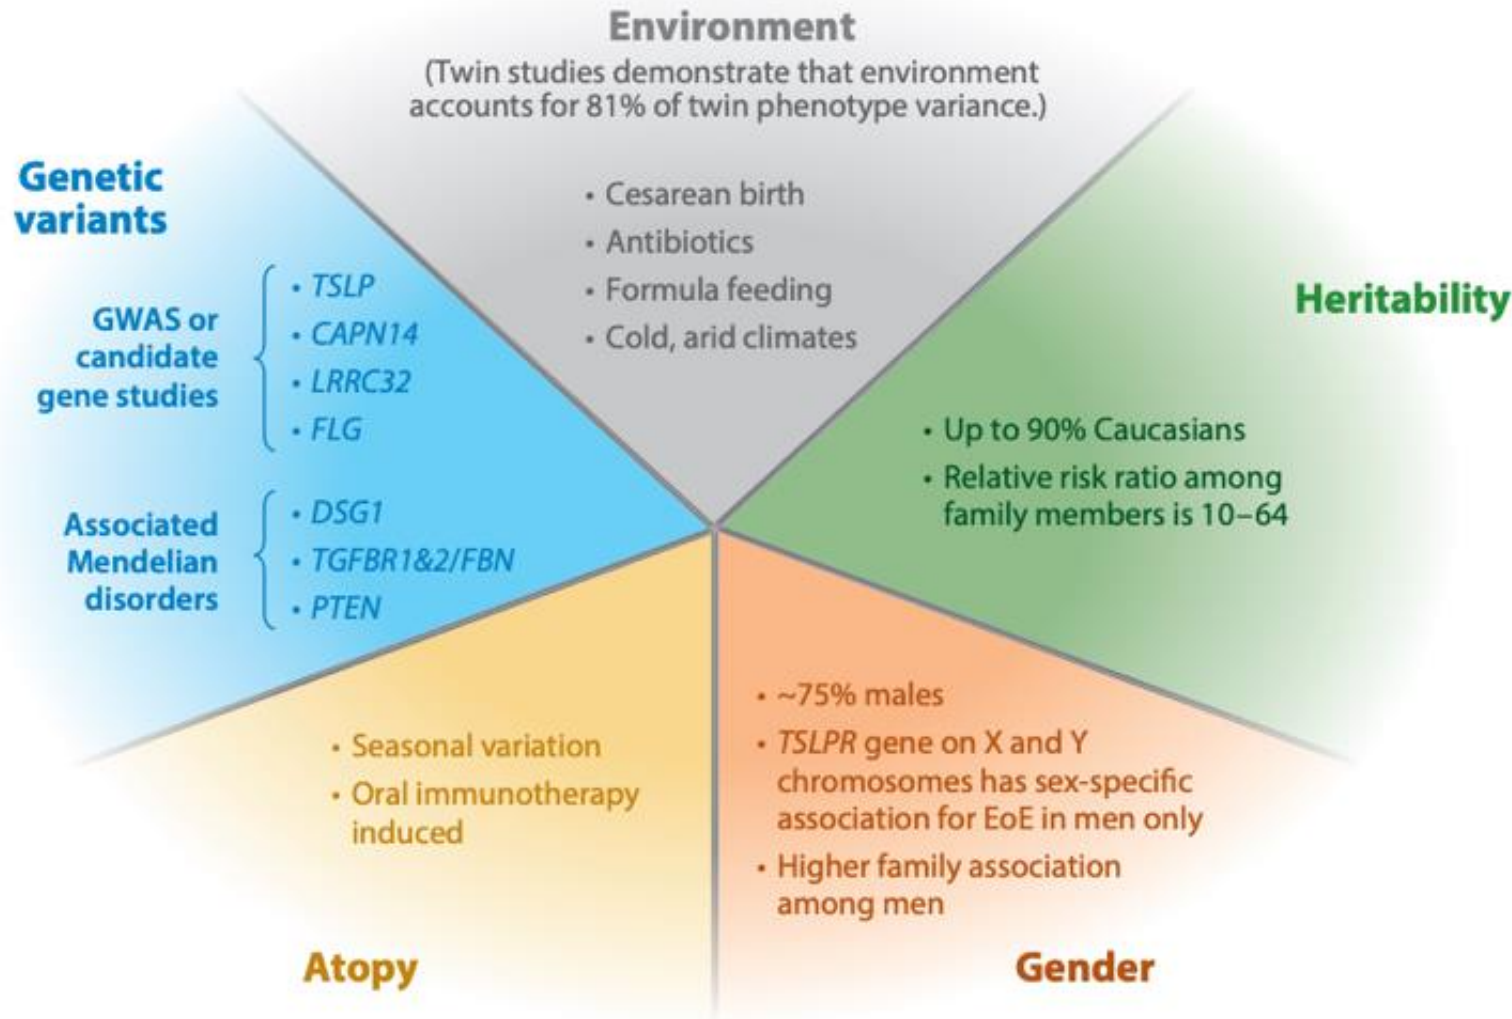 Environment
(Twin studies demonstrate that environment
accounts for 81% of twin phenotype variance.)
• Cesarean birth
• Antibiotics
• Formula feeding
• Cold, arid climates
Genetic
variants
GWAS or
candidate
gene studies
• TSLP
• CAPN14
• LRRC32
• FLG
Associated
Mendelian
disorders
• DSG1
• TGFBR1&2/FBN
• PTEN
Heritability
• Up to 90% Caucasians
• Relative risk ratio among
family members is 10–64
• Seasonal variation
• Oral immunotherapy
induced
Atopy
• ~75% males
• TSLPR gene on X and Y
chromosomes has sex-specific
association for EoE in men only
• Higher family association
among men
Gender